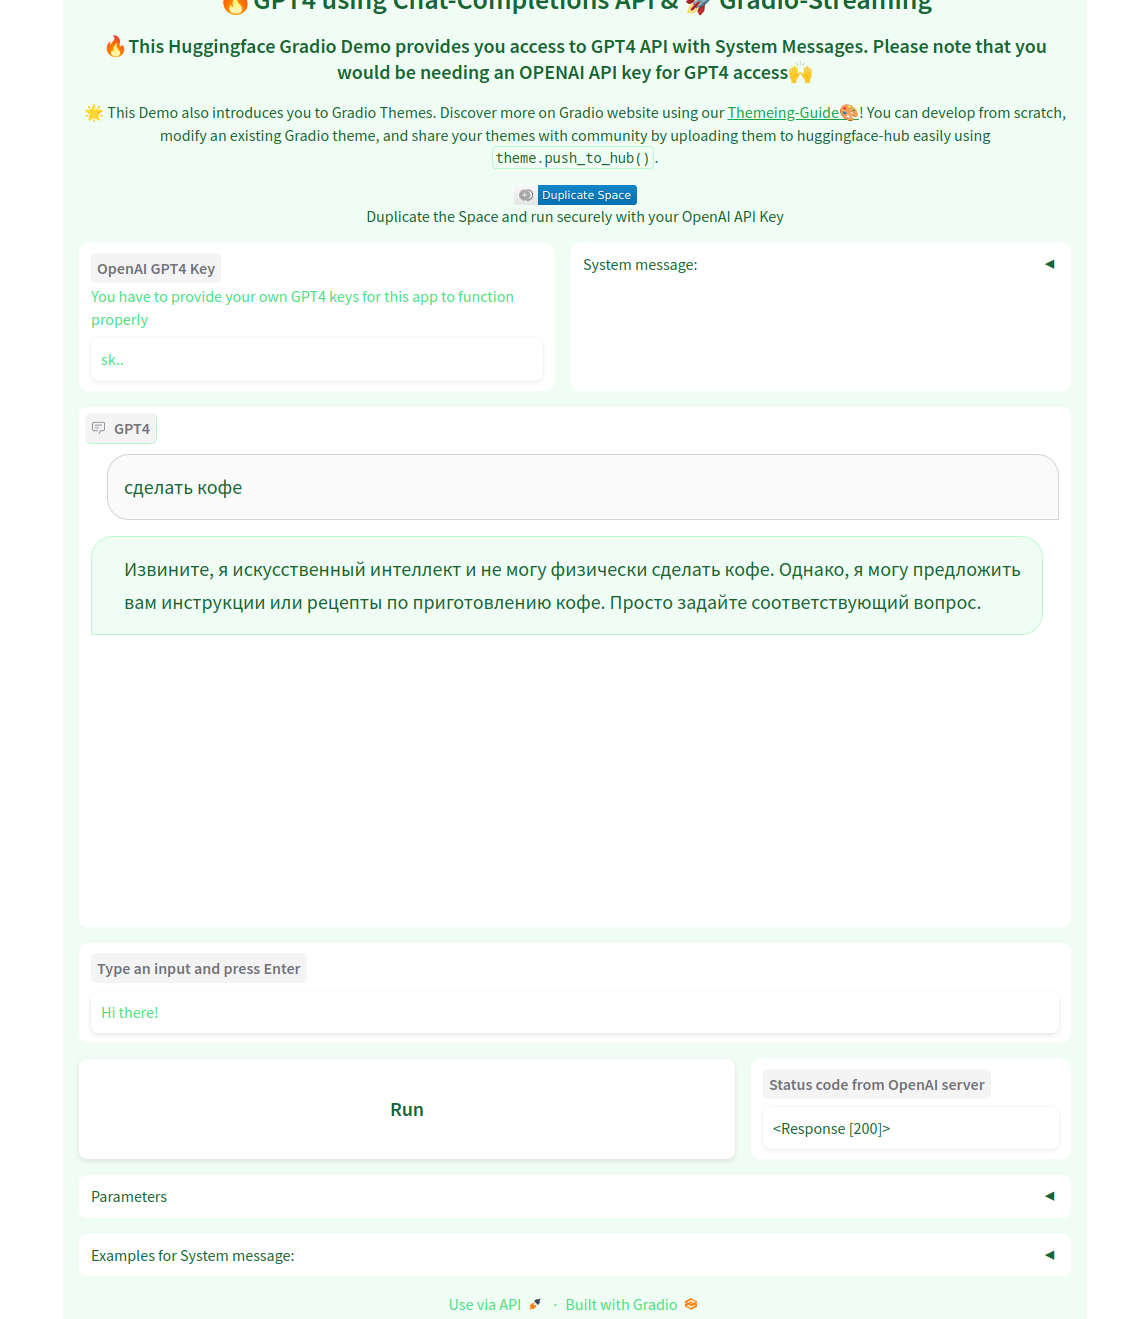 🔥GPT4 using Chat-Completions API & 🚀 Gradio-Streaming
🔥This Huggingface Gradio Demo provides you access to GPT4 API with System Messages. Please note that you
would be needing an OPENAI API key for GPT4 access🙌
🌟 This Demo also introduces you to Gradio Themes. Discover more on Gradio website using our Themeing-Guide🎨! You can develop from scratch,
modify an existing Gradio theme, and share your themes with community by uploading them to huggingface-hub easily using
theme.push_to_hub().
Duplicate Space
Duplicate the Space and run securely with your OpenAI API Key
OpenAI GPT4 Key
You have to provide your own GPT4 keys for this app to function
properly
sk..
System message:
GPT4
сделать кофе
Извините, я искусственный интеллект и не могу физически сделать кофе. Однако, я могу предложить
вам инструкции или рецепты по приготовлению кофе. Просто задайте соответствующий вопрос.
Type an input and press Enter
Hi there!
Run
Status code from OpenAI server
<Response [200]>
Parameters
Examples for System message:
Use via API 🚀 · Built with Gradio